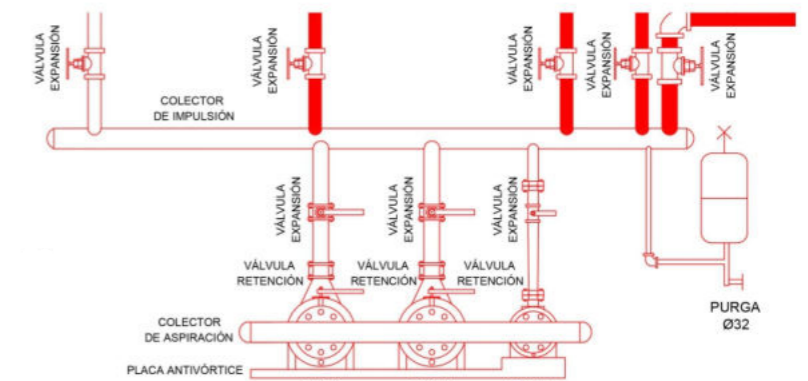 VÁLVULA
EXPANSIÓN
VÁLVULA
EXPANSIÓN
VÁLVULA
EXPANSIÓN
VÁLVULA
EXPANSIÓN
VÁLVULA
EXPANSIÓN
COLECTOR
DE IMPULSIÓN
VÁLVULA
EXPANSIÓN
VÁLVULA
EXPANSIÓN
VÁLVULA
EXPANSIÓN
VÁLVULA
RETENCIÓN
VÁLVULA
RETENCIÓN
VÁLVULA
RETENCIÓN
PURGA
Ø32
COLECTOR
DE ASPIRACIÓN
PLACA ANTIVÓRTICE